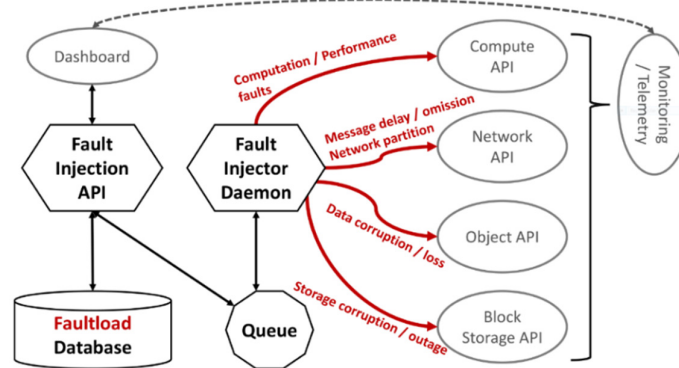 Dashboard
Fault
Injection
API
Faultload
Database
Fault
Injector
Daemon
Queue
Computation / Performance
faults
Message delay / omission
Network partition
Data corruption / loss
Storage corruption / outage
Compute
API
Network
API
Object API
Block
Storage API
Monitoring
/ Telemetry